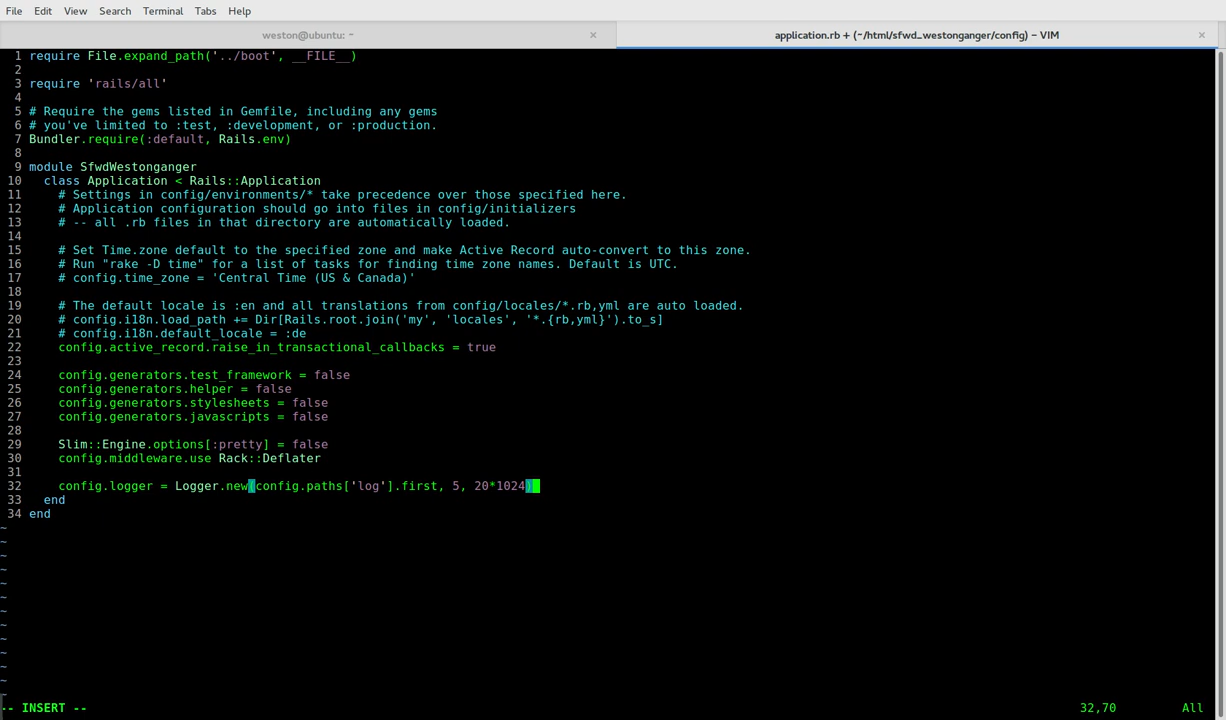 File Edit View Search Terminal Tabs Help
weston@ubuntu: ~ ×
application.rb + (~/html/sfwd_westonganger/config) – VIM ×
1 require File.expand_path('../boot', __FILE__)
2
3 require 'rails/all'
4
5 # Require the gems listed in Gemfile, including any gems
6 # you've limited to :test, :development, or :production.
7 Bundler.require(:default, Rails.env)
8
9 module SfwdWestonganger
10   class Application < Rails::Application
11     # Settings in config/environments/* take precedence over those specified here.
12     # Application configuration should go into files in config/initializers
13     # -- all .rb files in that directory are automatically loaded.
14
15     # Set Time.zone default to the specified zone and make Active Record auto-convert to this zone.
16     # Run "rake -D time" for a list of tasks for finding time zone names. Default is UTC.
17     # config.time_zone = 'Central Time (US & Canada)'
18
19     # The default locale is :en and all translations from config/locales/*.rb,yml are auto loaded.
20     # config.i18n.load_path += Dir[Rails.root.join('my', 'locales', '*.{rb,yml}').to_s]
21     # config.i18n.default_locale = :de
22     config.active_record.raise_in_transactional_callbacks = true
23
24     config.generators.test_framework = false
25     config.generators.helper = false
26     config.generators.stylesheets = false
27     config.generators.javascripts = false
28
29     Slim::Engine.options[:pretty] = false
30     config.middleware.use Rack::Deflater
31
32     config.logger = Logger.new(config.paths['log'].first, 5, 20*1024)
33   end
34 end
~
~
~
~
~
~
~
~
~
~
~
~
~
-- INSERT -- 32,70 All